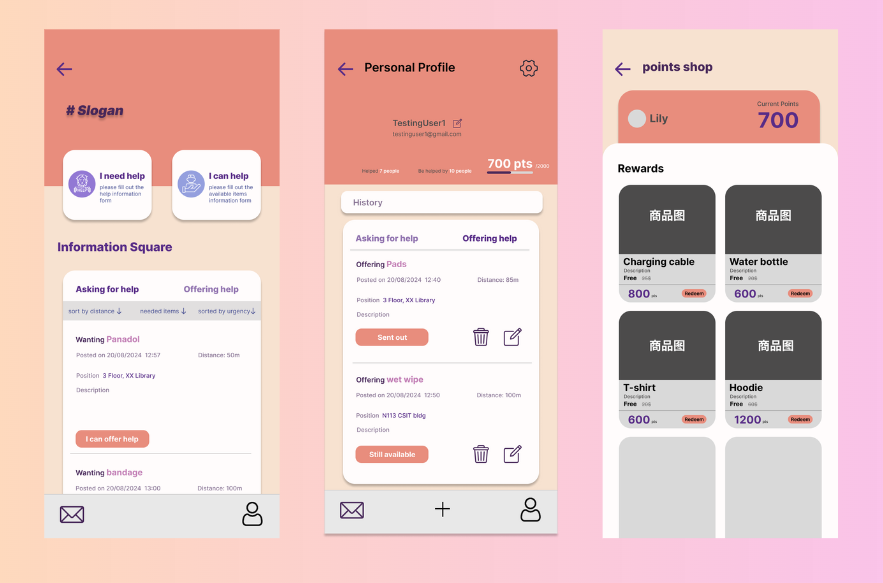 # Slogan
I need help
please fill out the
help information
form
I can help
please fill out the
available items
information form
Information Square
Asking for help
Offering help
sort by distance ↓
needed items ↓
sorted by urgency↓
Wanting Panadol
Posted on 20/08/2024 12:57
Distance: 50m
Position 3 Floor, XX Library
Description
I can offer help
Wanting bandage
Posted on 20/08/2024 13:00
Distance: 100m
Personal Profile
TestingUser1
testinguser1@gmail.com
Helped 7 people
Be helped by 10 people
700 pts /2000
History
Asking for help
Offering help
Offering Pads
Posted on 20/08/2024 12:40
Distance: 85m
Position 3 Floor, XX Library
Description
Sent out
Offering wet wipe
Posted on 20/08/2024 12:50
Distance: 100m
Position N113 CSIT bldg
Description
Still available
points shop
Lily
Current Points
700
Rewards
商品图
Charging cable
Description
Free
800 pts
Redeem
商品图
Water bottle
Description
Free
600 pts
Redeem
商品图
T-shirt
Description
Free
600 pts
Redeem
商品图
Hoodie
Description
Free
1200 pts
Redeem